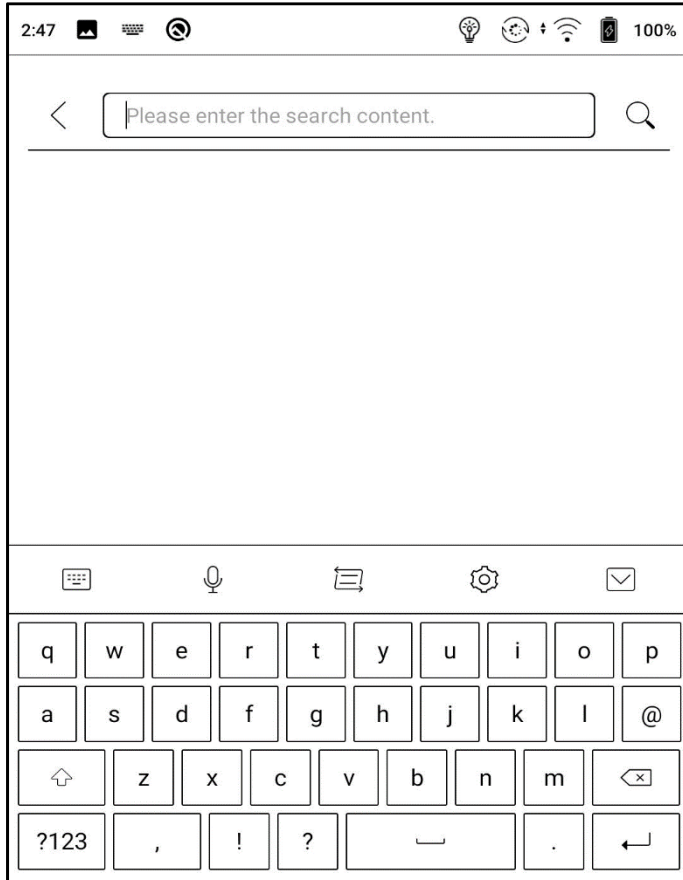 2:47 100%
Please enter the search content.
q w e r t y u i o p
a s d f g h j k l @
z x c v b n m
?123 , ! ? .